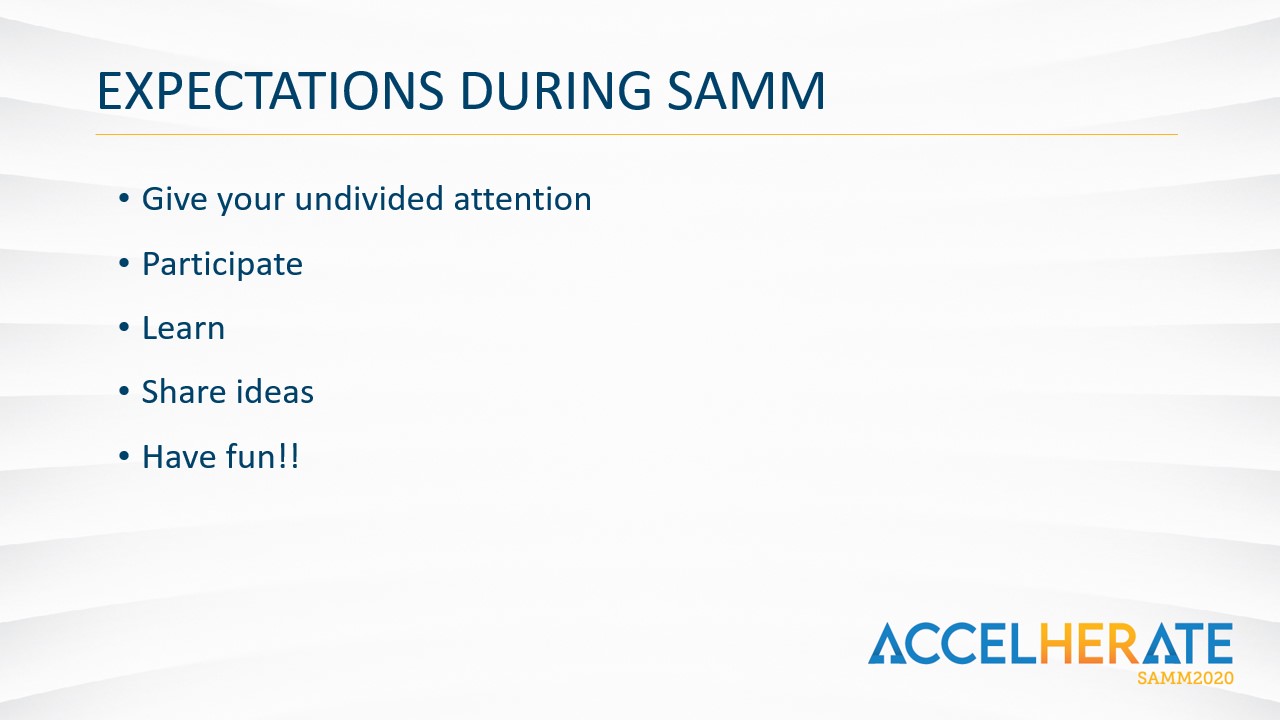 EXPECTATIONS DURING SAMM
• Give your undivided attention
• Participate
• Learn
• Share ideas
• Have fun!!
ACCELHERATE
SAMM2020